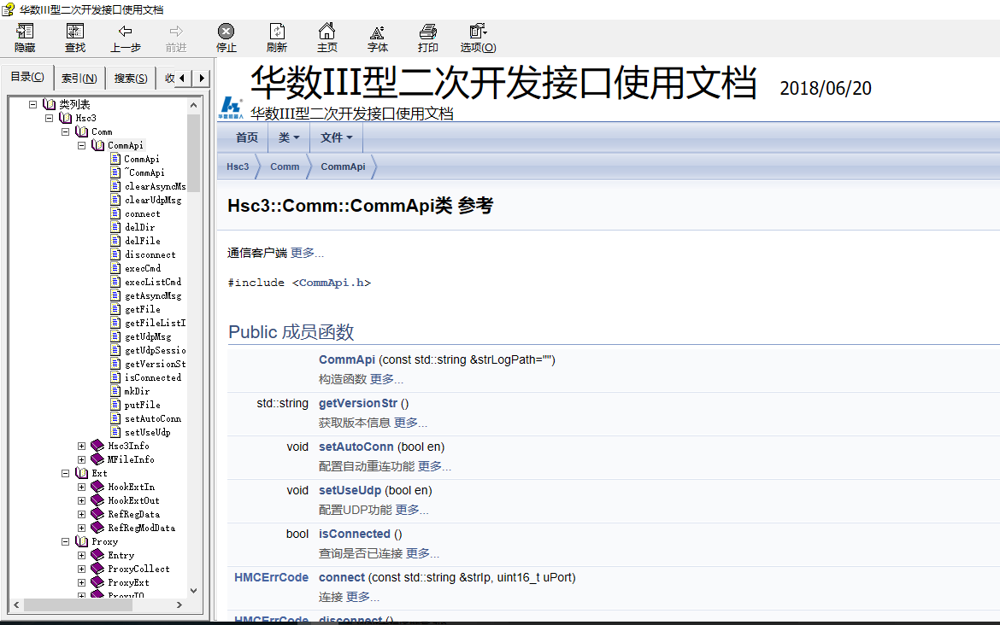 华数III型二次开发接口使用文档
隐藏 查找 上一步 前进 停止 刷新 主页 字体 打印 选项(O)
目录(C) 索引(N) 搜索(S) 收
类列表
Hsc3
Comm
CommApi
CommApi
~CommApi
clearAsyncMs
clearUdpMsg
connect
delDir
delFile
disconnect
execCmd
execListCmd
getAsyncMsg
getFile
getFileListI
getUdpMsg
getUdpSessio
getVersionSt
isConnected
mkDir
putFile
setAutoConn
setUseUdp
Hsc3Info
MFileInfo
Ext
HookExtIn
HookExtOut
RefRegData
RefRegModData
Proxy
Entry
ProxyCollect
ProxyExt
ProxyIO
华数III型二次开发接口使用文档 2018/06/20
华数机器人
华数III型二次开发接口使用文档
首页 类 文件
Hsc3 Comm CommApi
Hsc3::Comm::CommApi类 参考
通信客户端 更多...
#include <CommApi.h>
Public 成员函数
CommApi (const std::string &strLogPath="")
构造函数 更多...
std::string getVersionStr ()
获取版本信息 更多...
void setAutoConn (bool en)
配置自动重连功能 更多...
void setUseUdp (bool en)
配置UDP功能 更多...
bool isConnected ()
查询是否已连接 更多...
HMCErrCode connect (const std::string &strIp, uint16_t uPort)
连接 更多...
HMCErrCode disconnect ()